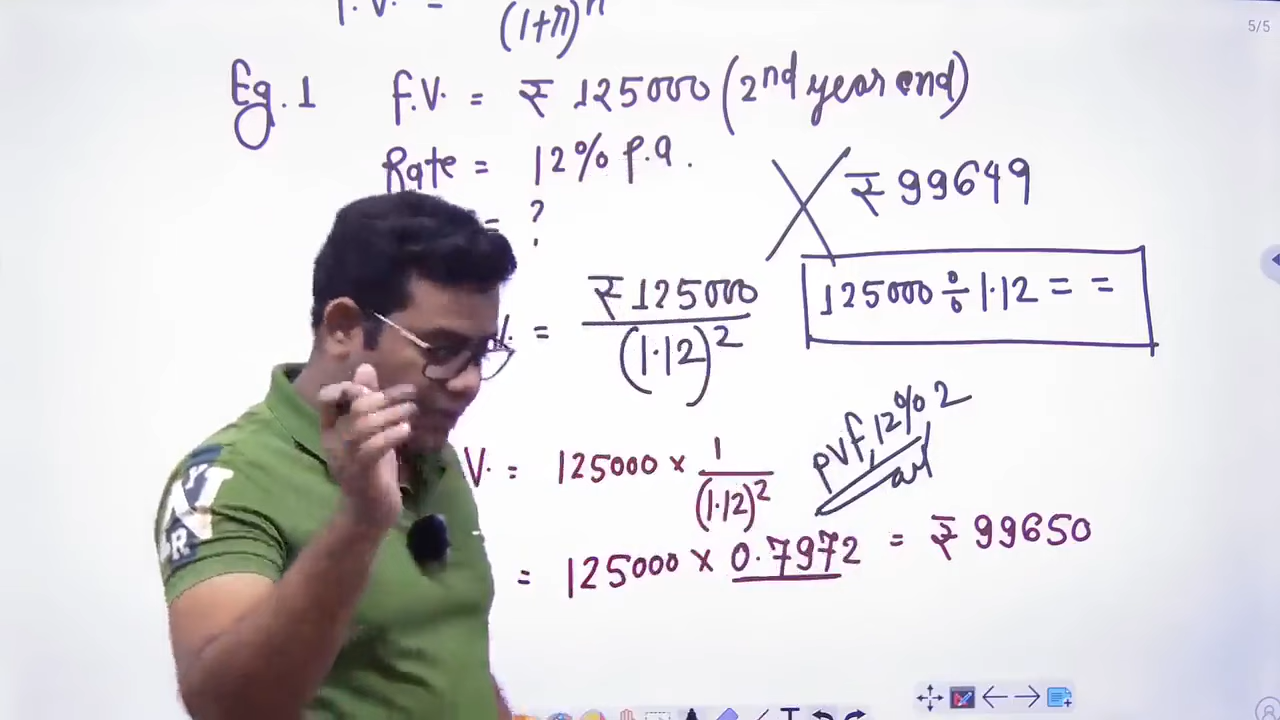 (1+r)^n
5/5
Eg. 1 F.V. = ₹ 125000 (2nd year end)
Rate = 12% p.a.
= ?
₹ 99649
= ₹ 125000 / (1.12)^2
125000 ÷ 1.12 = =
V. = 125000 × 1 / (1.12)^2
pvf, 12% 2
= 125000 × 0.7972 = ₹ 99650